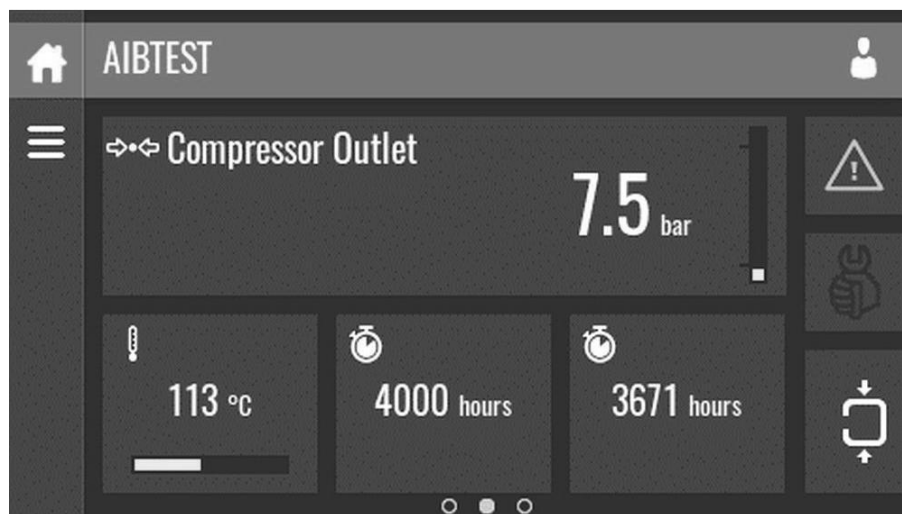 AIBTEST
Compressor Outlet
7.5 bar
113 °C
4000 hours
3671 hours